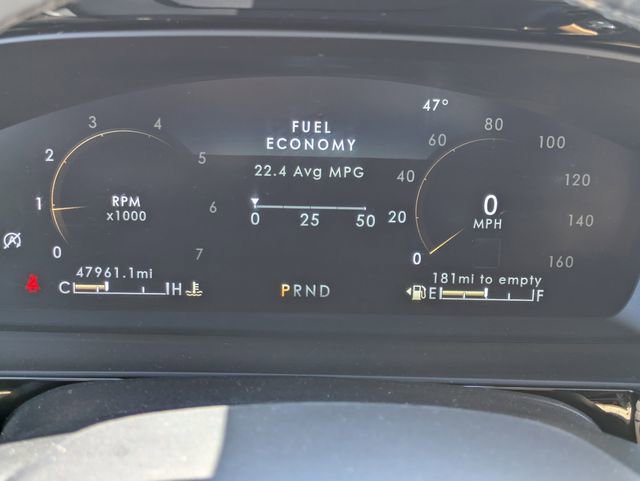 47°
FUEL
ECONOMY
22.4 Avg MPG
0 25 50
0 1 2 3 4 5 6 7
RPM
x1000
0 20 40 60 80 100 120 140 160
0
MPH
47961.1mi
C H
PRND
181mi to empty
E F